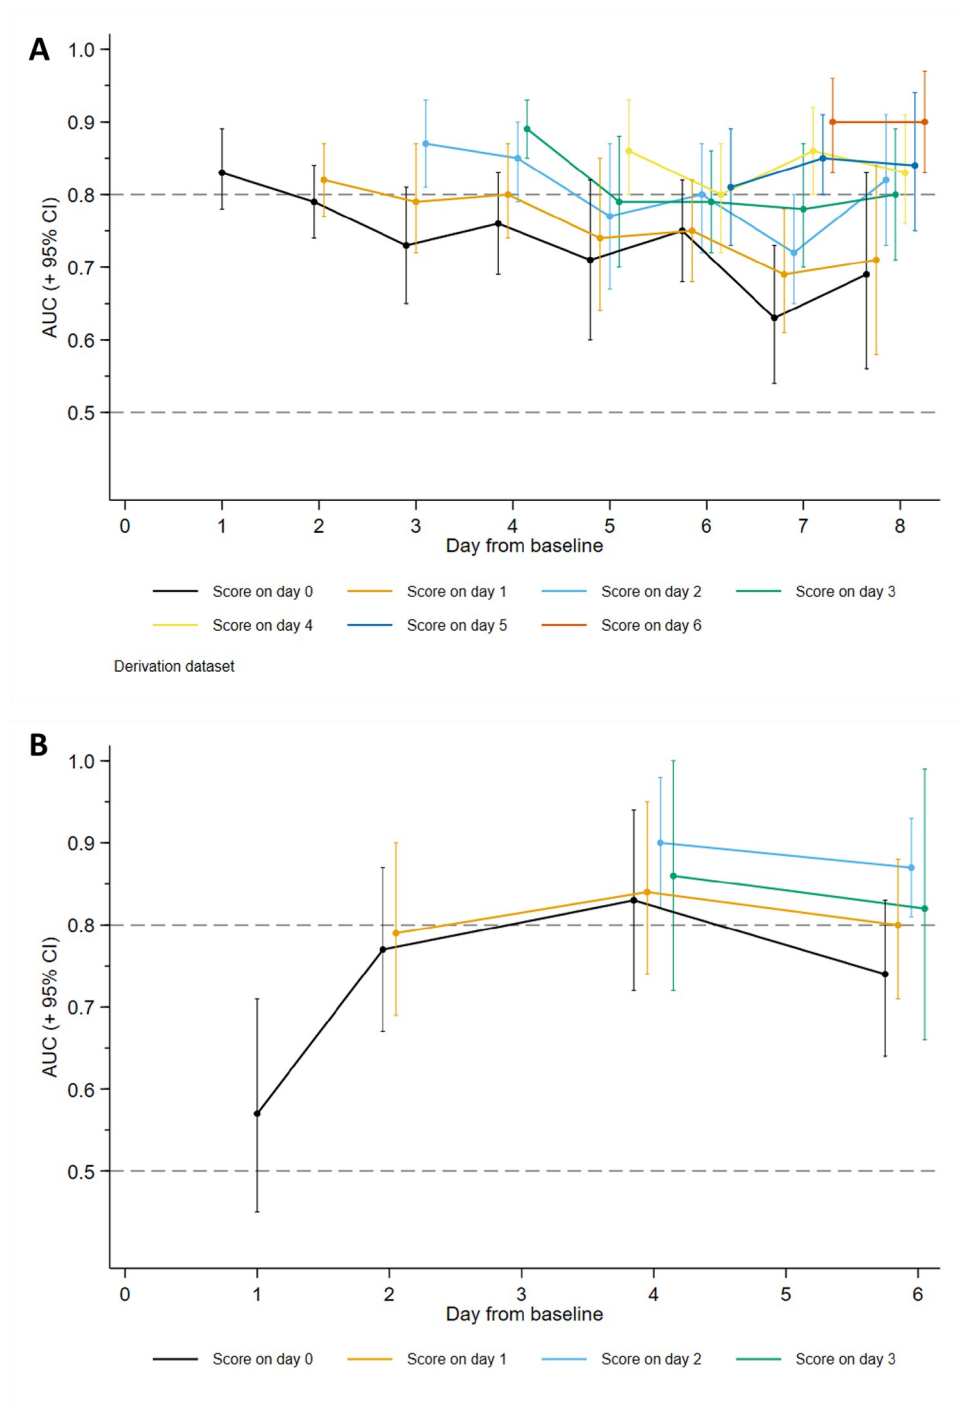 A
AUC (+ 95% CI)
1.0
0.9
0.8
0.7
0.6
0.5
0 1 2 3 4 5 6 7 8
Day from baseline
Score on day 0 Score on day 1 Score on day 2 Score on day 3
Score on day 4 Score on day 5 Score on day 6
Derivation dataset
B
AUC (+ 95% CI)
1.0
0.9
0.8
0.7
0.6
0.5
0 1 2 3 4 5 6
Day from baseline
Score on day 0 Score on day 1 Score on day 2 Score on day 3